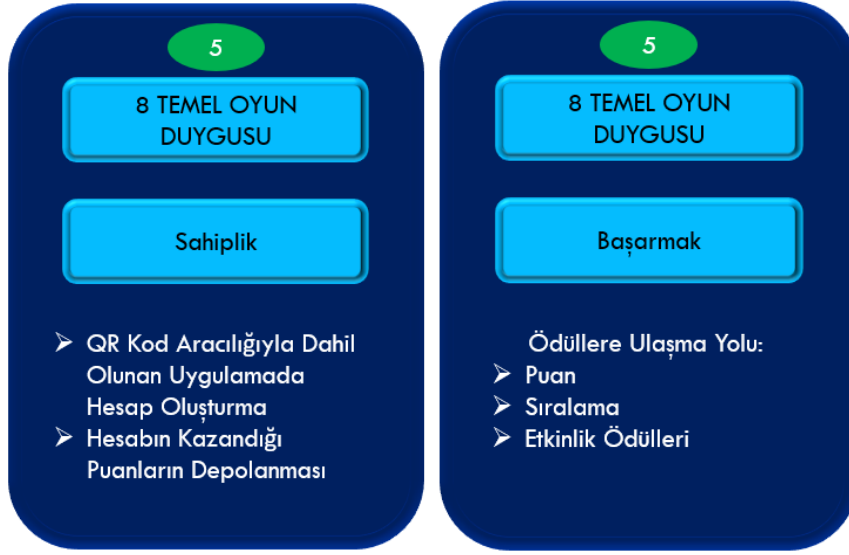 5
8 TEMEL OYUN
DUYGUSU
Sahiplik
➢ QR Kod Aracılığıyla Dahil
Olunan Uygulamada
Hesap Oluşturma
➢ Hesabın Kazandığı
Puanların Depolanması
5
8 TEMEL OYUN
DUYGUSU
Başarmak
Ödüllere Ulaşma Yolu:
➢ Puan
➢ Sıralama
➢ Etkinlik Ödülleri